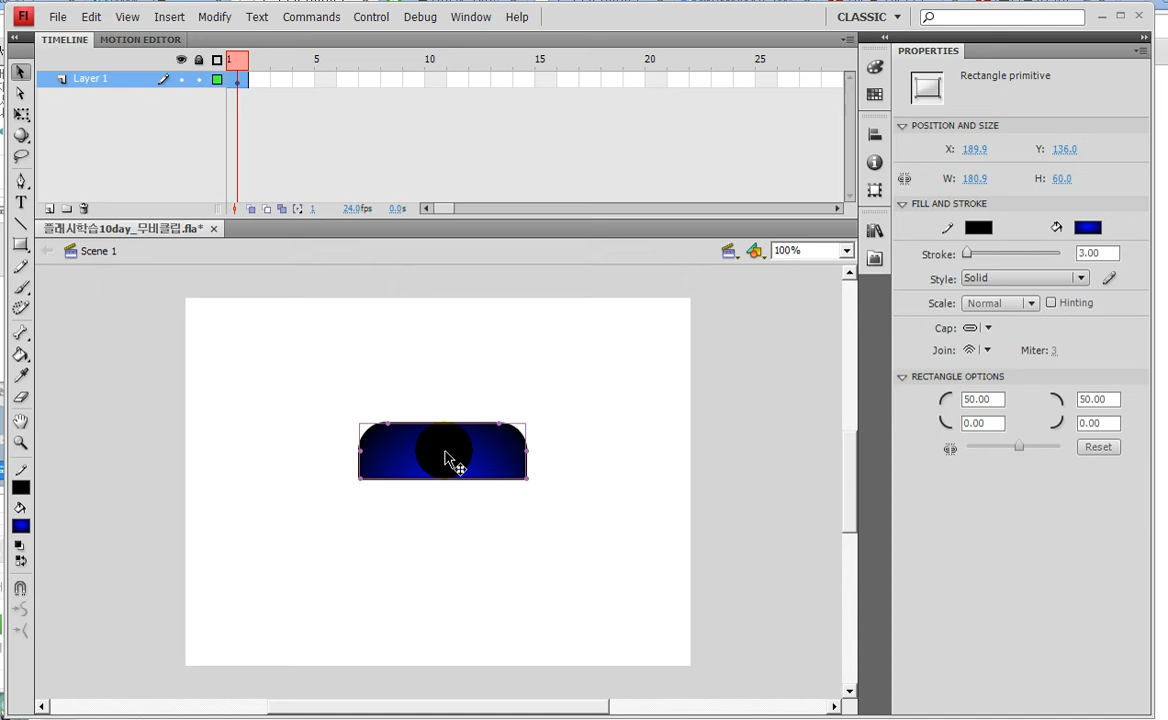 Fl File Edit View Insert Modify Text Commands Control Debug Window Help CLASSIC
TIMELINE MOTION EDITOR
1 5 10 15 20 25
Layer 1
1 24.0fps 0.0s
플래시학습10day_무비클립.fla*
Scene 1 100%
PROPERTIES
Rectangle primitive
POSITION AND SIZE
X: 189.9 Y: 136.0
W: 180.9 H: 60.0
FILL AND STROKE
Stroke: 3.00
Style: Solid
Scale: Normal Hinting
Cap:
Join: Miter: 3
RECTANGLE OPTIONS
50.00 50.00
0.00 0.00
Reset